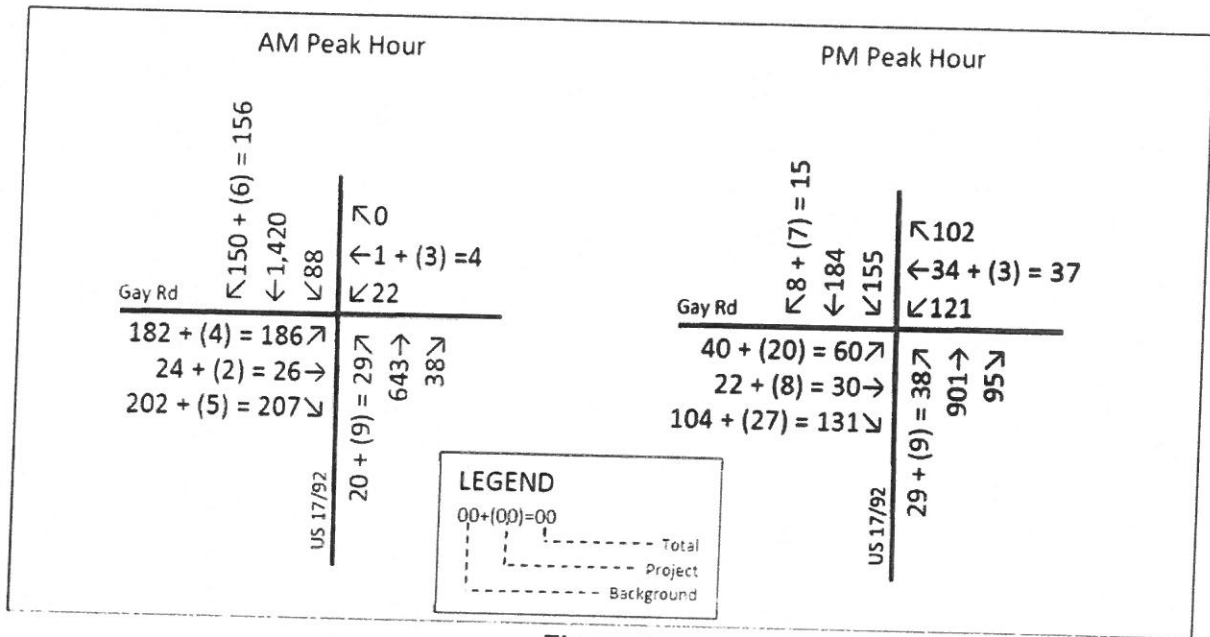 AM Peak Hour
↖150 + (6) = 156
←1,420
↙88
↖0
←1 + (3) =4
↙22
Gay Rd
182 + (4) = 186↗
24 + (2) = 26→
202 + (5) = 207↘
20 + (9) = 29↗
643→
38↘
US 17/92
PM Peak Hour
↖8 + (7) = 15
←184
↙155
↖102
←34 + (3) = 37
↙121
Gay Rd
40 + (20) = 60↗
22 + (8) = 30→
104 + (27) = 131↘
29 + (9) = 38↗
901→
95↘
US 17/92
LEGEND
00+(00)=00
Total
Project
Background